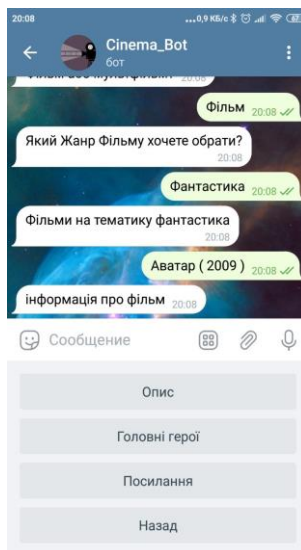 20:08
...0,9 КБ/с
Cinema_Bot
бот
20:08
Фільм 20:08
Який Жанр Фільму хочете обрати?
20:08
Фантастика 20:08
Фільми на тематику фантастика
20:08
Аватар ( 2009 ) 20:08
інформація про фільм 20:08
Сообщение
Опис
Головні герої
Посилання
Назад